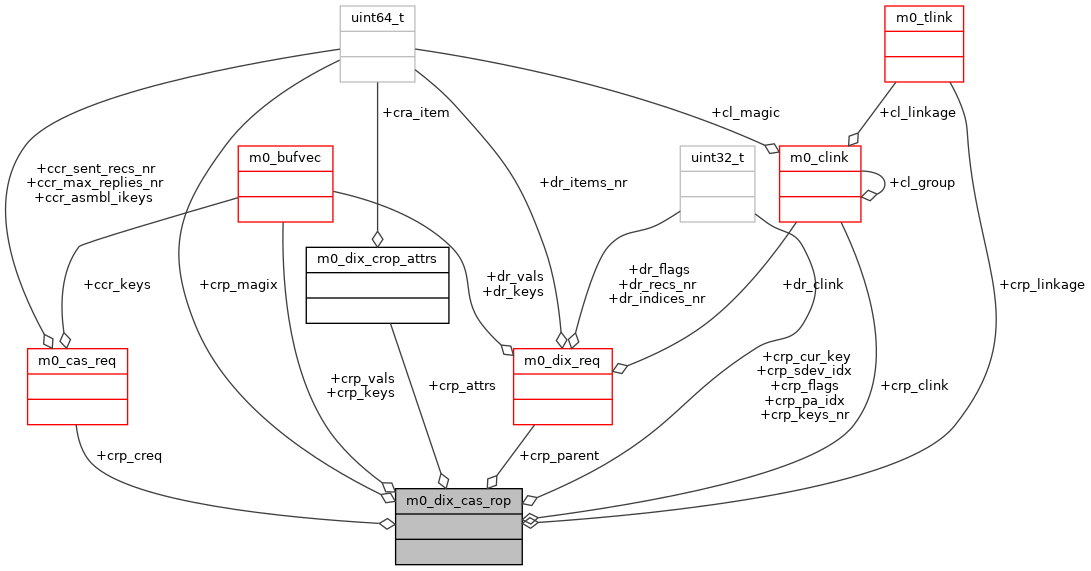 uint64_t
m0_tlink
+cra_item
+cl_magic
+cl_linkage
m0_bufvec
uint32_t
m0_clink
+ccr_sent_recs_nr
+ccr_max_replies_nr
+ccr_asmbl_ikeys
+dr_items_nr
+cl_group
m0_dix_crop_attrs
+ccr_keys
+crp_magix
+dr_vals
+dr_keys
+dr_flags
+dr_recs_nr
+dr_indices_nr
+dr_clink
+crp_linkage
m0_cas_req
m0_dix_req
+crp_vals
+crp_keys
+crp_attrs
+crp_cur_key
+crp_sdev_idx
+crp_flags
+crp_pa_idx
+crp_keys_nr
+crp_clink
+crp_creq
+crp_parent
m0_dix_cas_rop